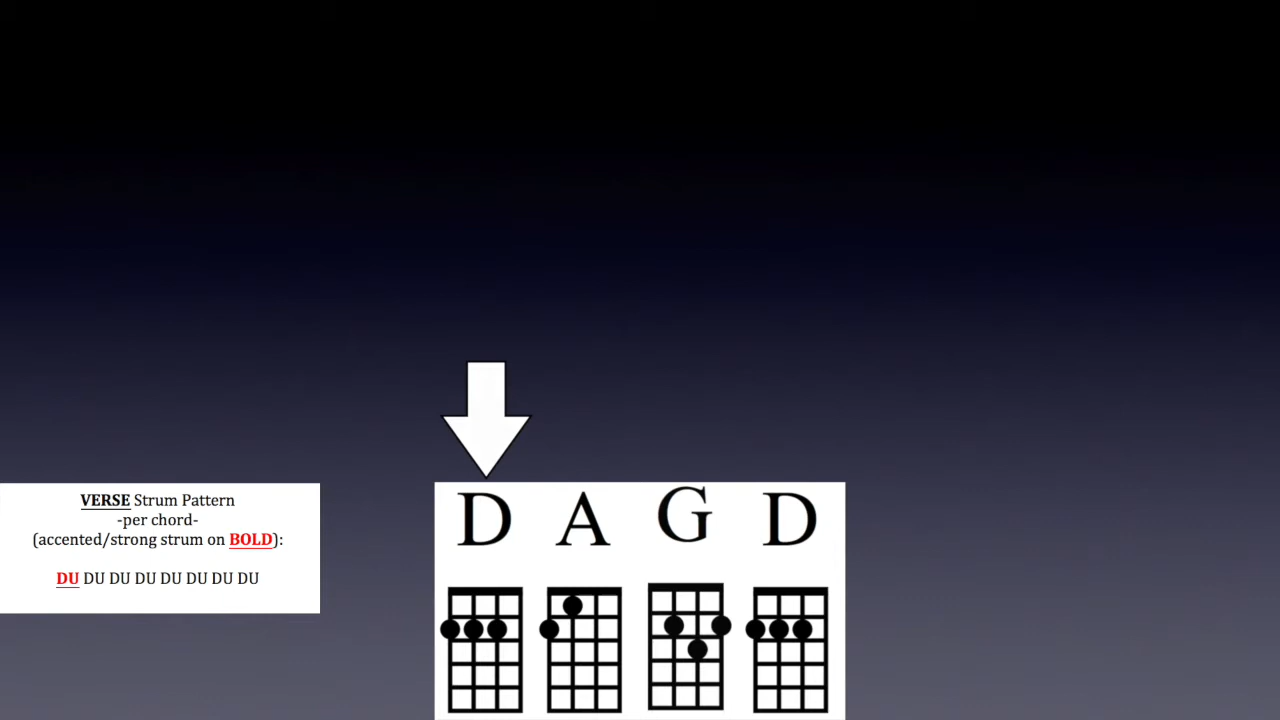 VERSE Strum Pattern
-per chord-
(accented/strong strum on BOLD):
DU DU DU DU DU DU DU DU
D A G D